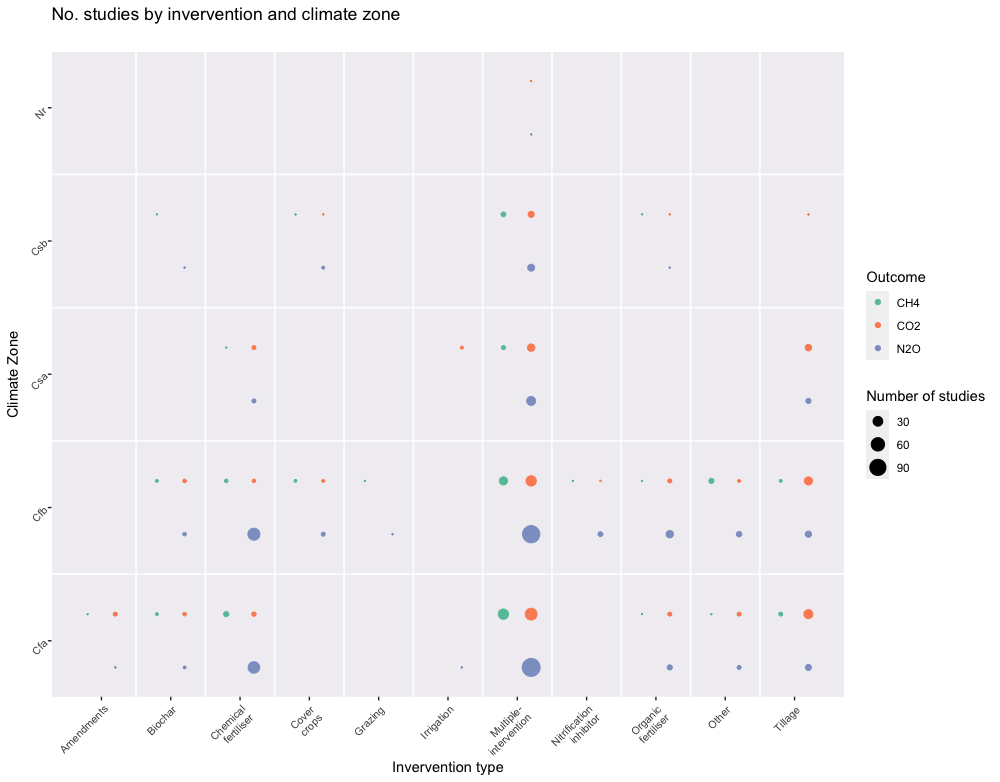 No. studies by invervention and climate zone
Nr
Csb
Csa
Cfb
Cfa
Climate Zone
Amendments
Biochar
Chemical
fertiliser
Cover
crops
Grazing
Irrigation
Multiple-
intervention
Nitrification
inhibitor
Organic
fertiliser
Other
Tillage
Invervention type
Outcome
CH4
CO2
N2O
Number of studies
30
60
90